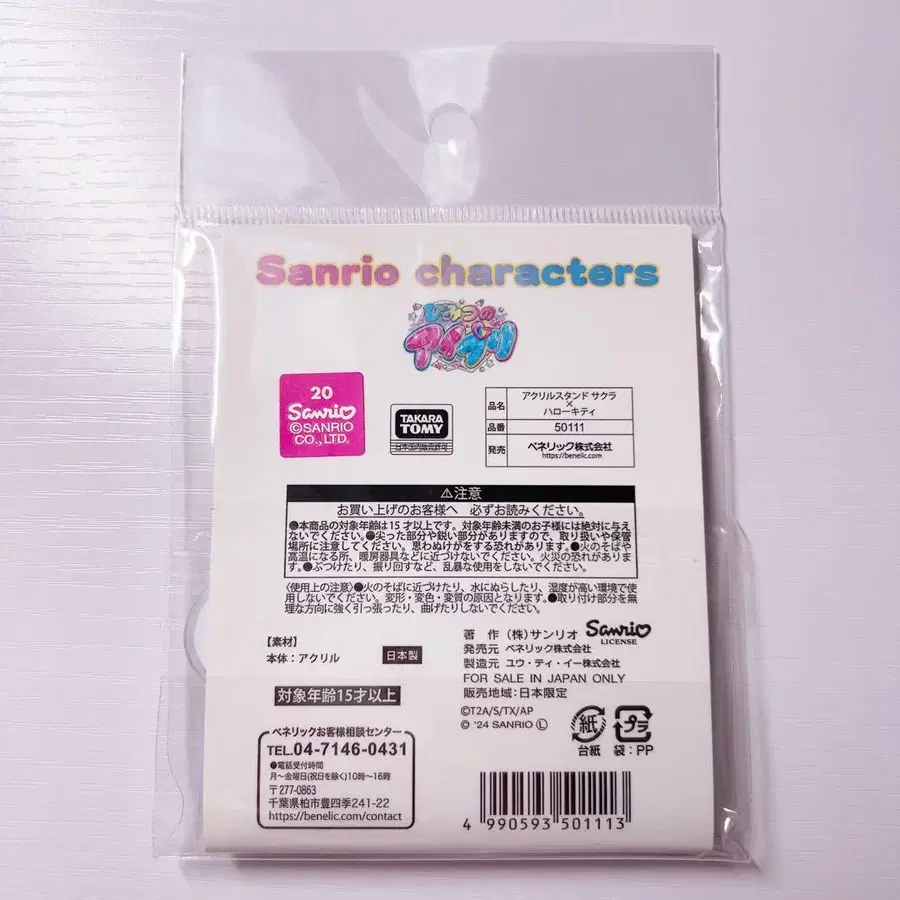 Sanrio characters
ひみつの
アイプリ
20
Sanrio
©SANRIO
CO., LTD.
TAKARA
TOMY
日本国内販売許可
品名
アクリルスタンド サクラ
×
ハローキティ
品番
50111
発売
ベネリック株式会社
https://benelic.com
⚠注意
お買い上げのお客様へ 必ずお読みください。
●本商品の対象年齢は15才以上です。対象年齢未満のお子様には絶対に与え
ないでください。●尖った部分や鋭い部分がありますので、取り扱いや保管
場所に注意してください。思わぬけがをする恐れがあります。●火のそばや
高温になる所、暖房器具などに近づけないでください。火災の恐れがありま
す。●ぶつけたり、振り回すなど、乱暴な使用をしないでください。
〈使用上の注意〉●火のそばに近づけたり、水にぬらしたり、湿度が高い環境で使
用しないでください。変形・変色・変質の原因となります。●取り付け部分を無
理な方向に強く引っ張ったり、曲げたりしないでください。
【素材】
本体：アクリル
日本製
対象年齢15才以上
著 作 (株)サンリオ
Sanrio
LICENSE
発売元 ベネリック株式会社
製造元 ユウ・ティ・イー株式会社
FOR SALE IN JAPAN ONLY
販売地域：日本限定
©T2A/S/TX/AP
© '24 SANRIO Ⓛ
紙
台紙
プラ
袋：PP
ベネリックお客様相談センター
TEL.04-7146-0431
●電話受付時間
月〜金曜日(祝日を除く)10時〜16時
〒277-0863
千葉県柏市豊四季241-22
https://benelic.com/contact
4 990593 501113